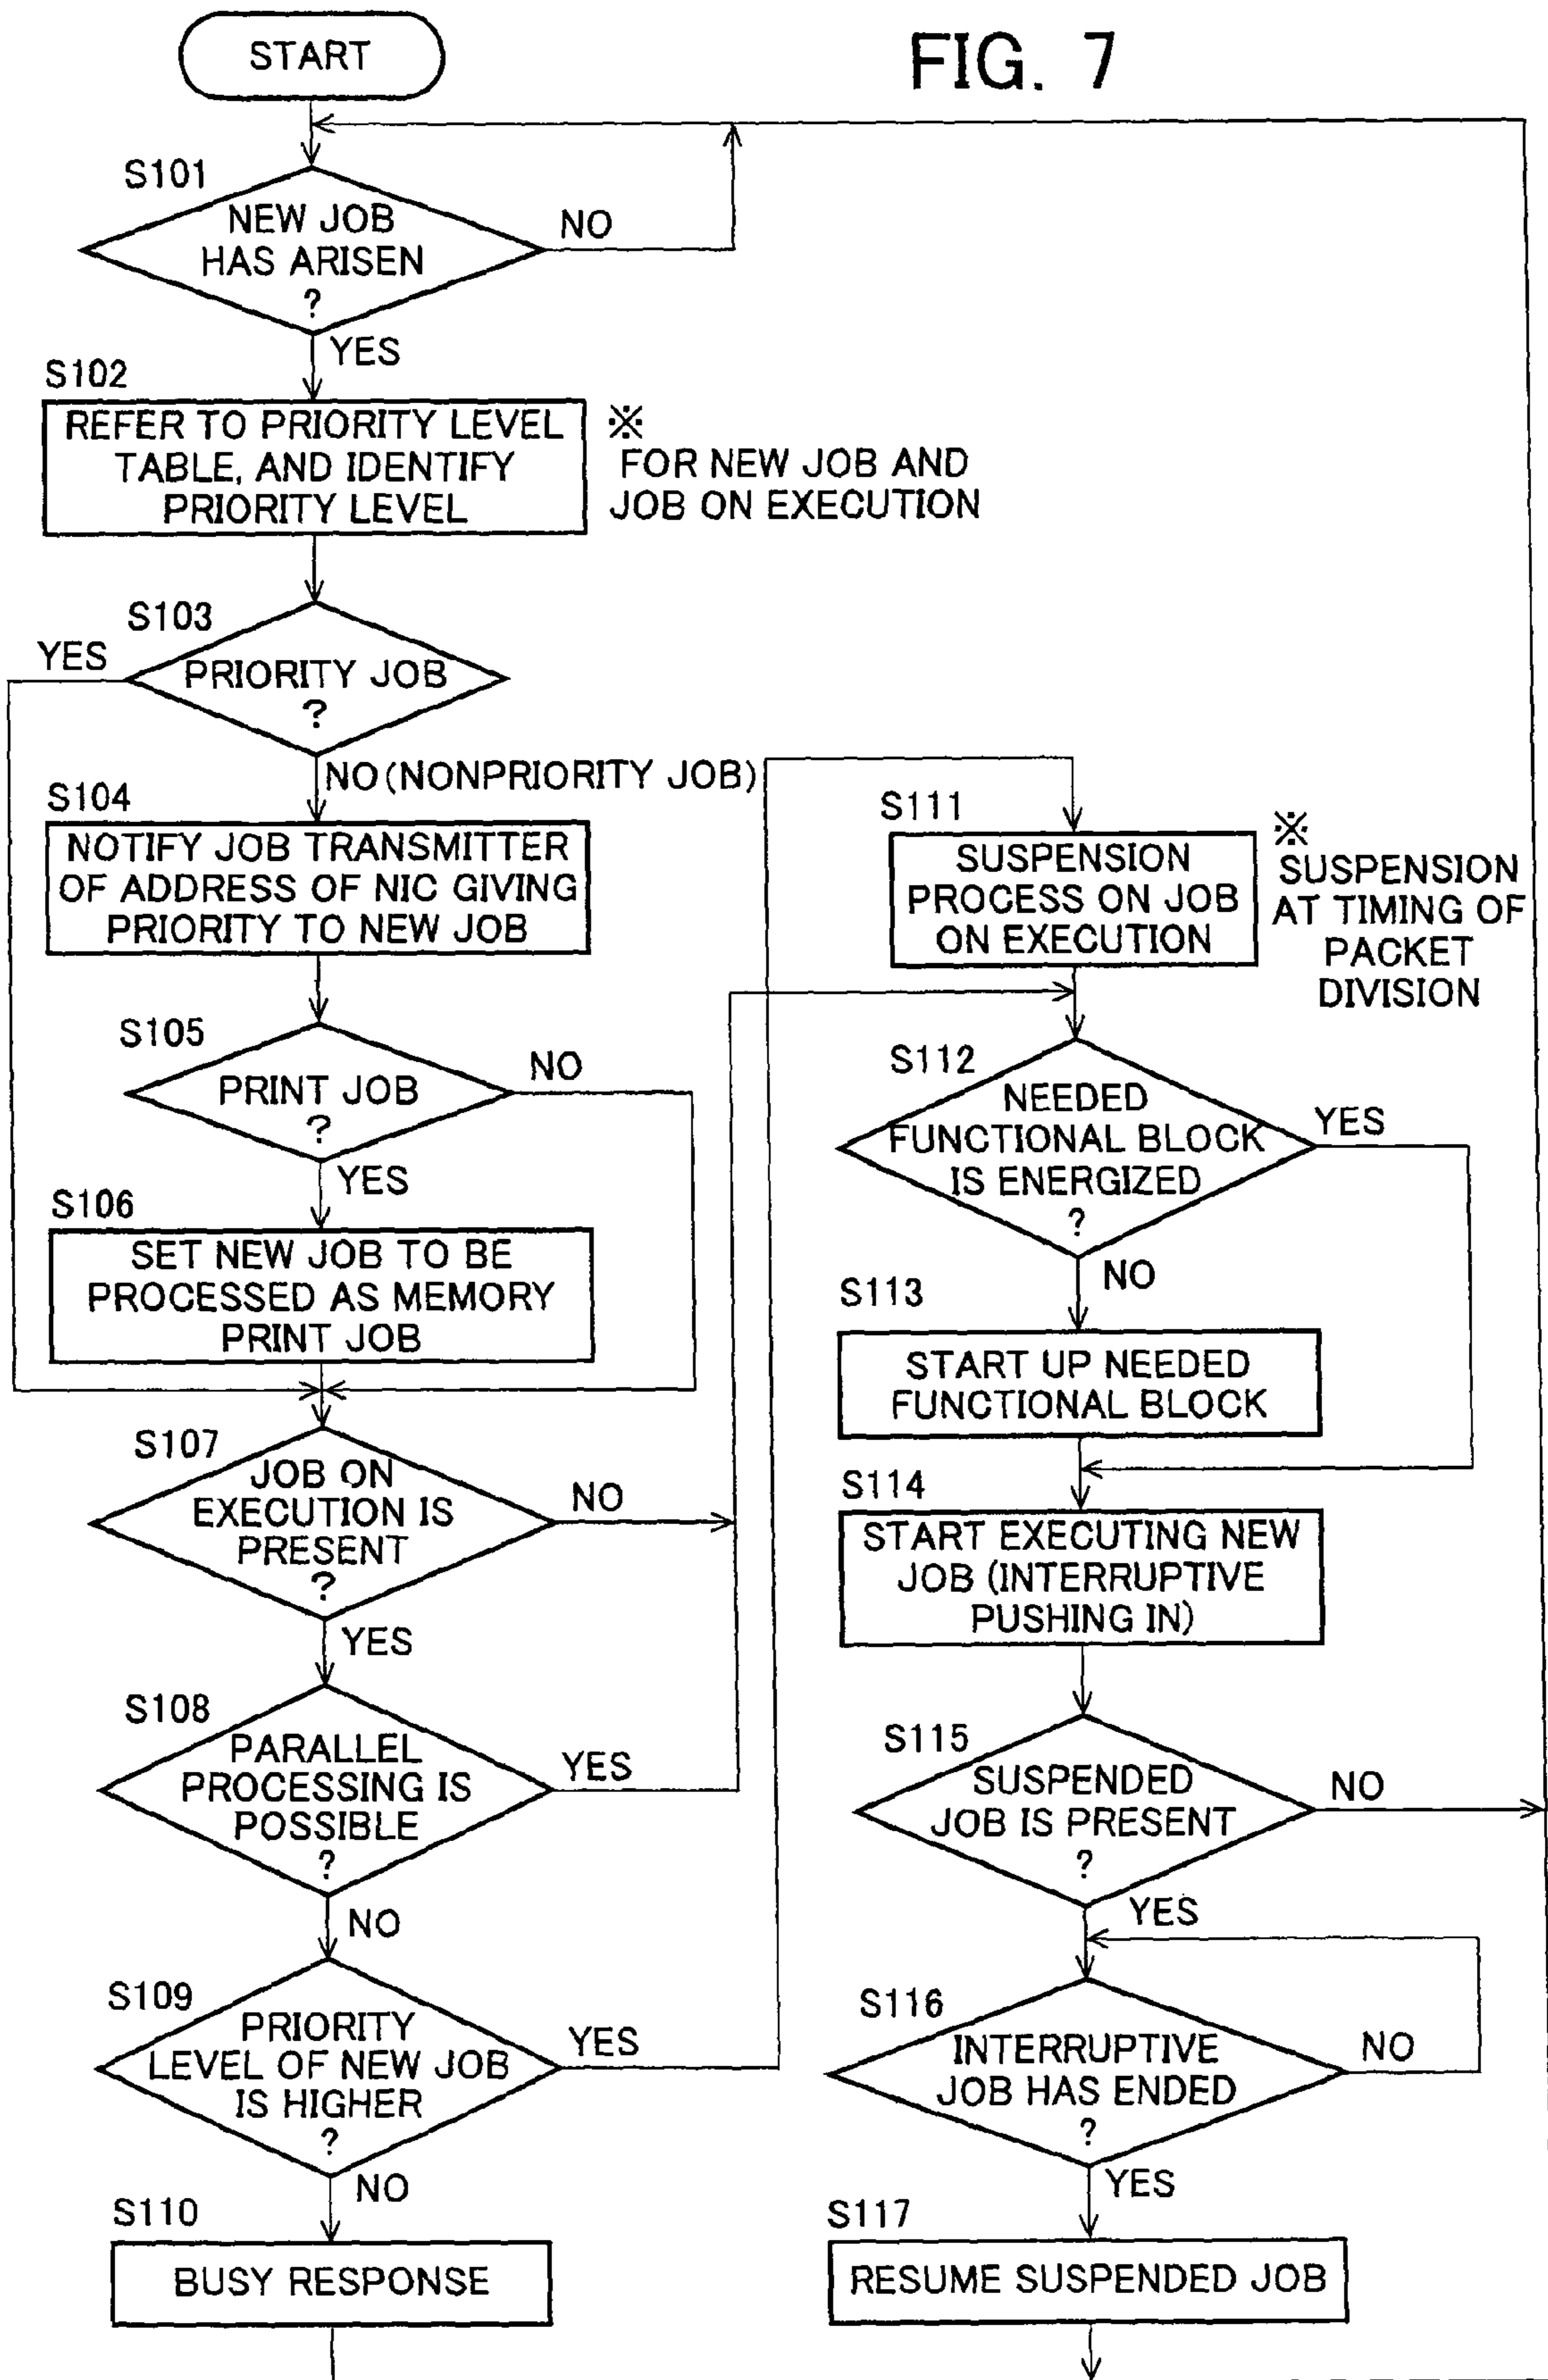 FIG. 7
START
S101
NEW JOB
HAS ARISEN
?
NO
YES
S102
REFER TO PRIORITY LEVEL
TABLE, AND IDENTIFY
PRIORITY LEVEL
※
FOR NEW JOB AND
JOB ON EXECUTION
S103
YES
PRIORITY JOB
?
NO(NONPRIORITY JOB)
S104
NOTIFY JOB TRANSMITTER
OF ADDRESS OF NIC GIVING
PRIORITY TO NEW JOB
S105
PRINT JOB
?
NO
YES
S106
SET NEW JOB TO BE
PROCESSED AS MEMORY
PRINT JOB
S107
JOB ON
EXECUTION IS
PRESENT
?
NO
YES
S108
PARALLEL
PROCESSING IS
POSSIBLE
?
YES
NO
S109
PRIORITY
LEVEL OF NEW JOB
IS HIGHER
?
YES
NO
S110
BUSY RESPONSE
S111
SUSPENSION
PROCESS ON JOB
ON EXECUTION
※
SUSPENSION
AT TIMING OF
PACKET
DIVISION
S112
NEEDED
FUNCTIONAL BLOCK
IS ENERGIZED
?
YES
NO
S113
START UP NEEDED
FUNCTIONAL BLOCK
S114
START EXECUTING NEW
JOB (INTERRUPTIVE
PUSHING IN)
S115
SUSPENDED
JOB IS PRESENT
?
NO
YES
S116
INTERRUPTIVE
JOB HAS ENDED
?
NO
YES
S117
RESUME SUSPENDED JOB